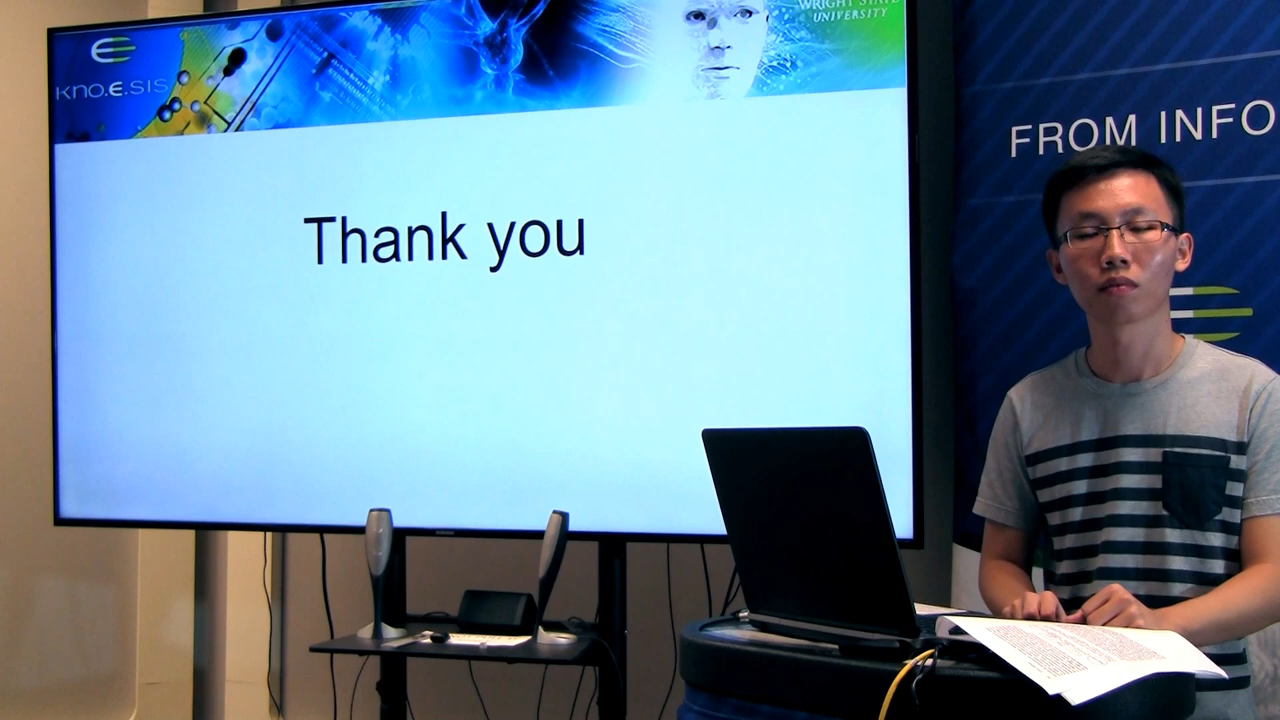 kno.e.sis
WRIGHT STATE
UNIVERSITY
Thank you
FROM INFO